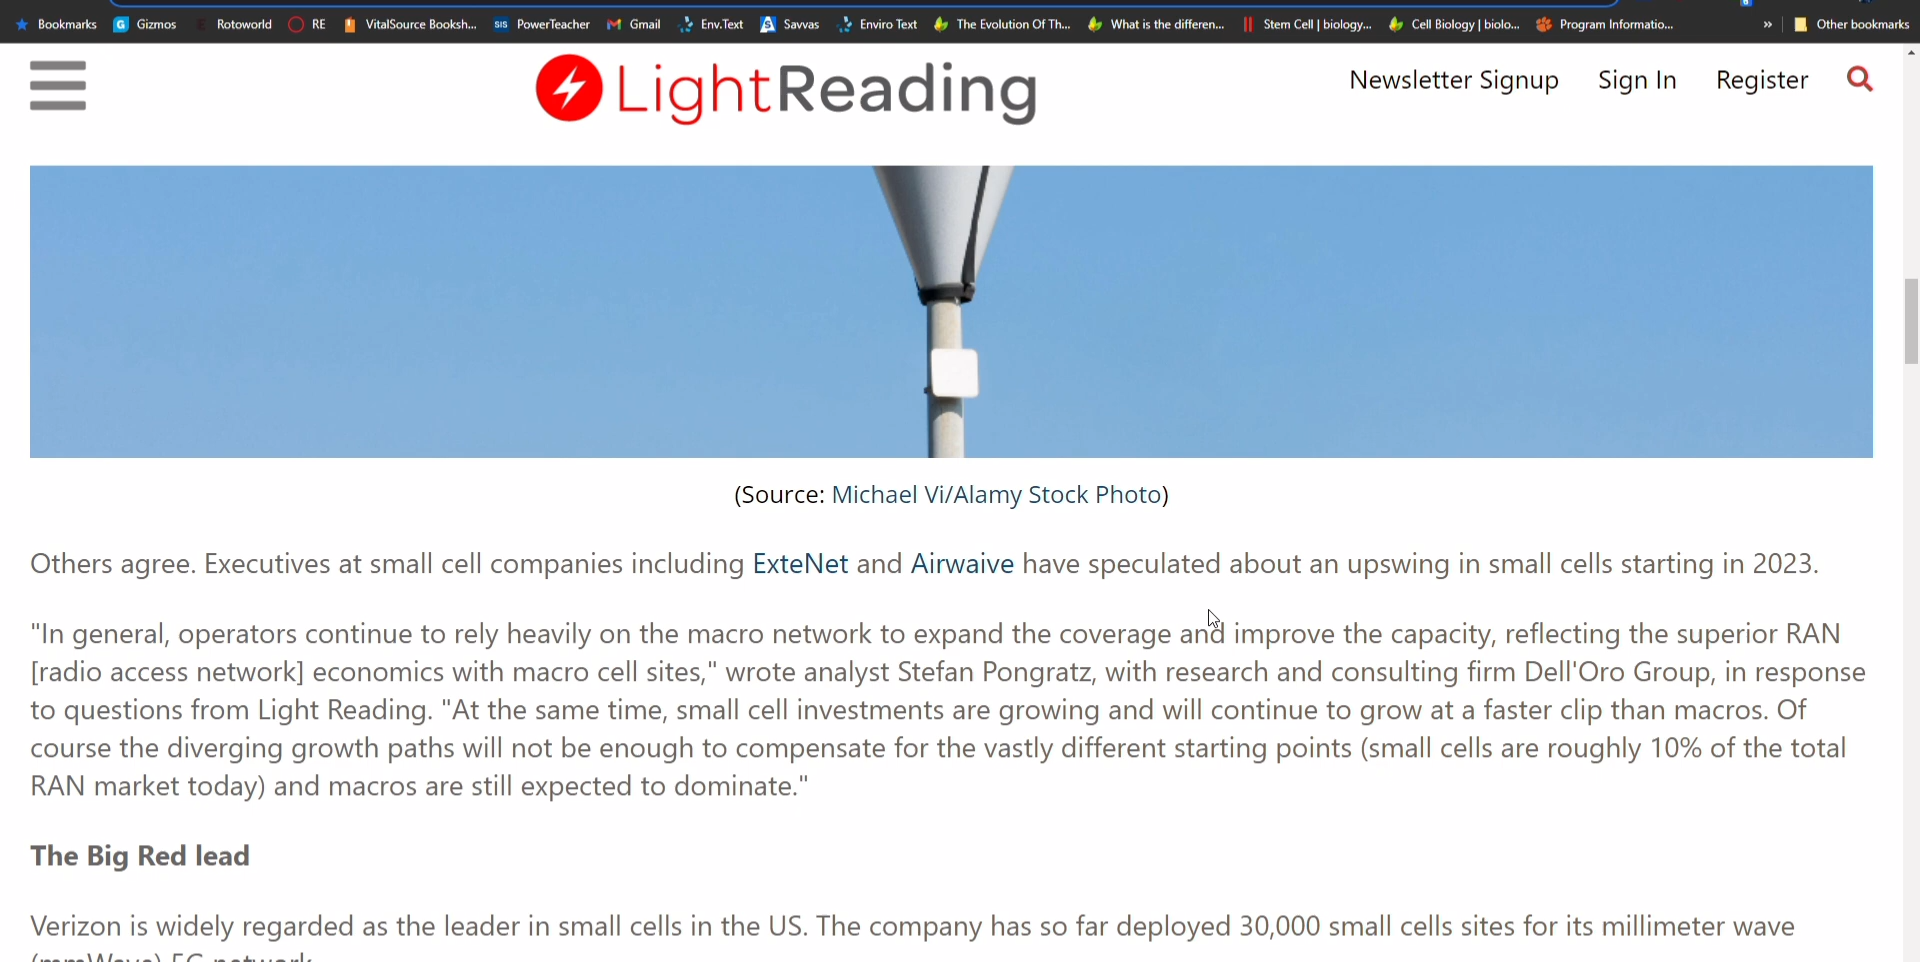 Bookmarks Gizmos Rotoworld RE VitalSource Booksh... SIS PowerTeacher Gmail Env.Text Savvas Enviro Text The Evolution Of Th... What is the differen... Stem Cell | biology... Cell Biology | biolo... Program Informatio... » Other bookmarks
LightReading Newsletter Signup Sign In Register
(Source: Michael Vi/Alamy Stock Photo)
Others agree. Executives at small cell companies including ExteNet and Airwaive have speculated about an upswing in small cells starting in 2023.
"In general, operators continue to rely heavily on the macro network to expand the coverage and improve the capacity, reflecting the superior RAN
[radio access network] economics with macro cell sites," wrote analyst Stefan Pongratz, with research and consulting firm Dell'Oro Group, in response
to questions from Light Reading. "At the same time, small cell investments are growing and will continue to grow at a faster clip than macros. Of
course the diverging growth paths will not be enough to compensate for the vastly different starting points (small cells are roughly 10% of the total
RAN market today) and macros are still expected to dominate."
The Big Red lead
Verizon is widely regarded as the leader in small cells in the US. The company has so far deployed 30,000 small cells sites for its millimeter wave
(mmWave) 5G network.